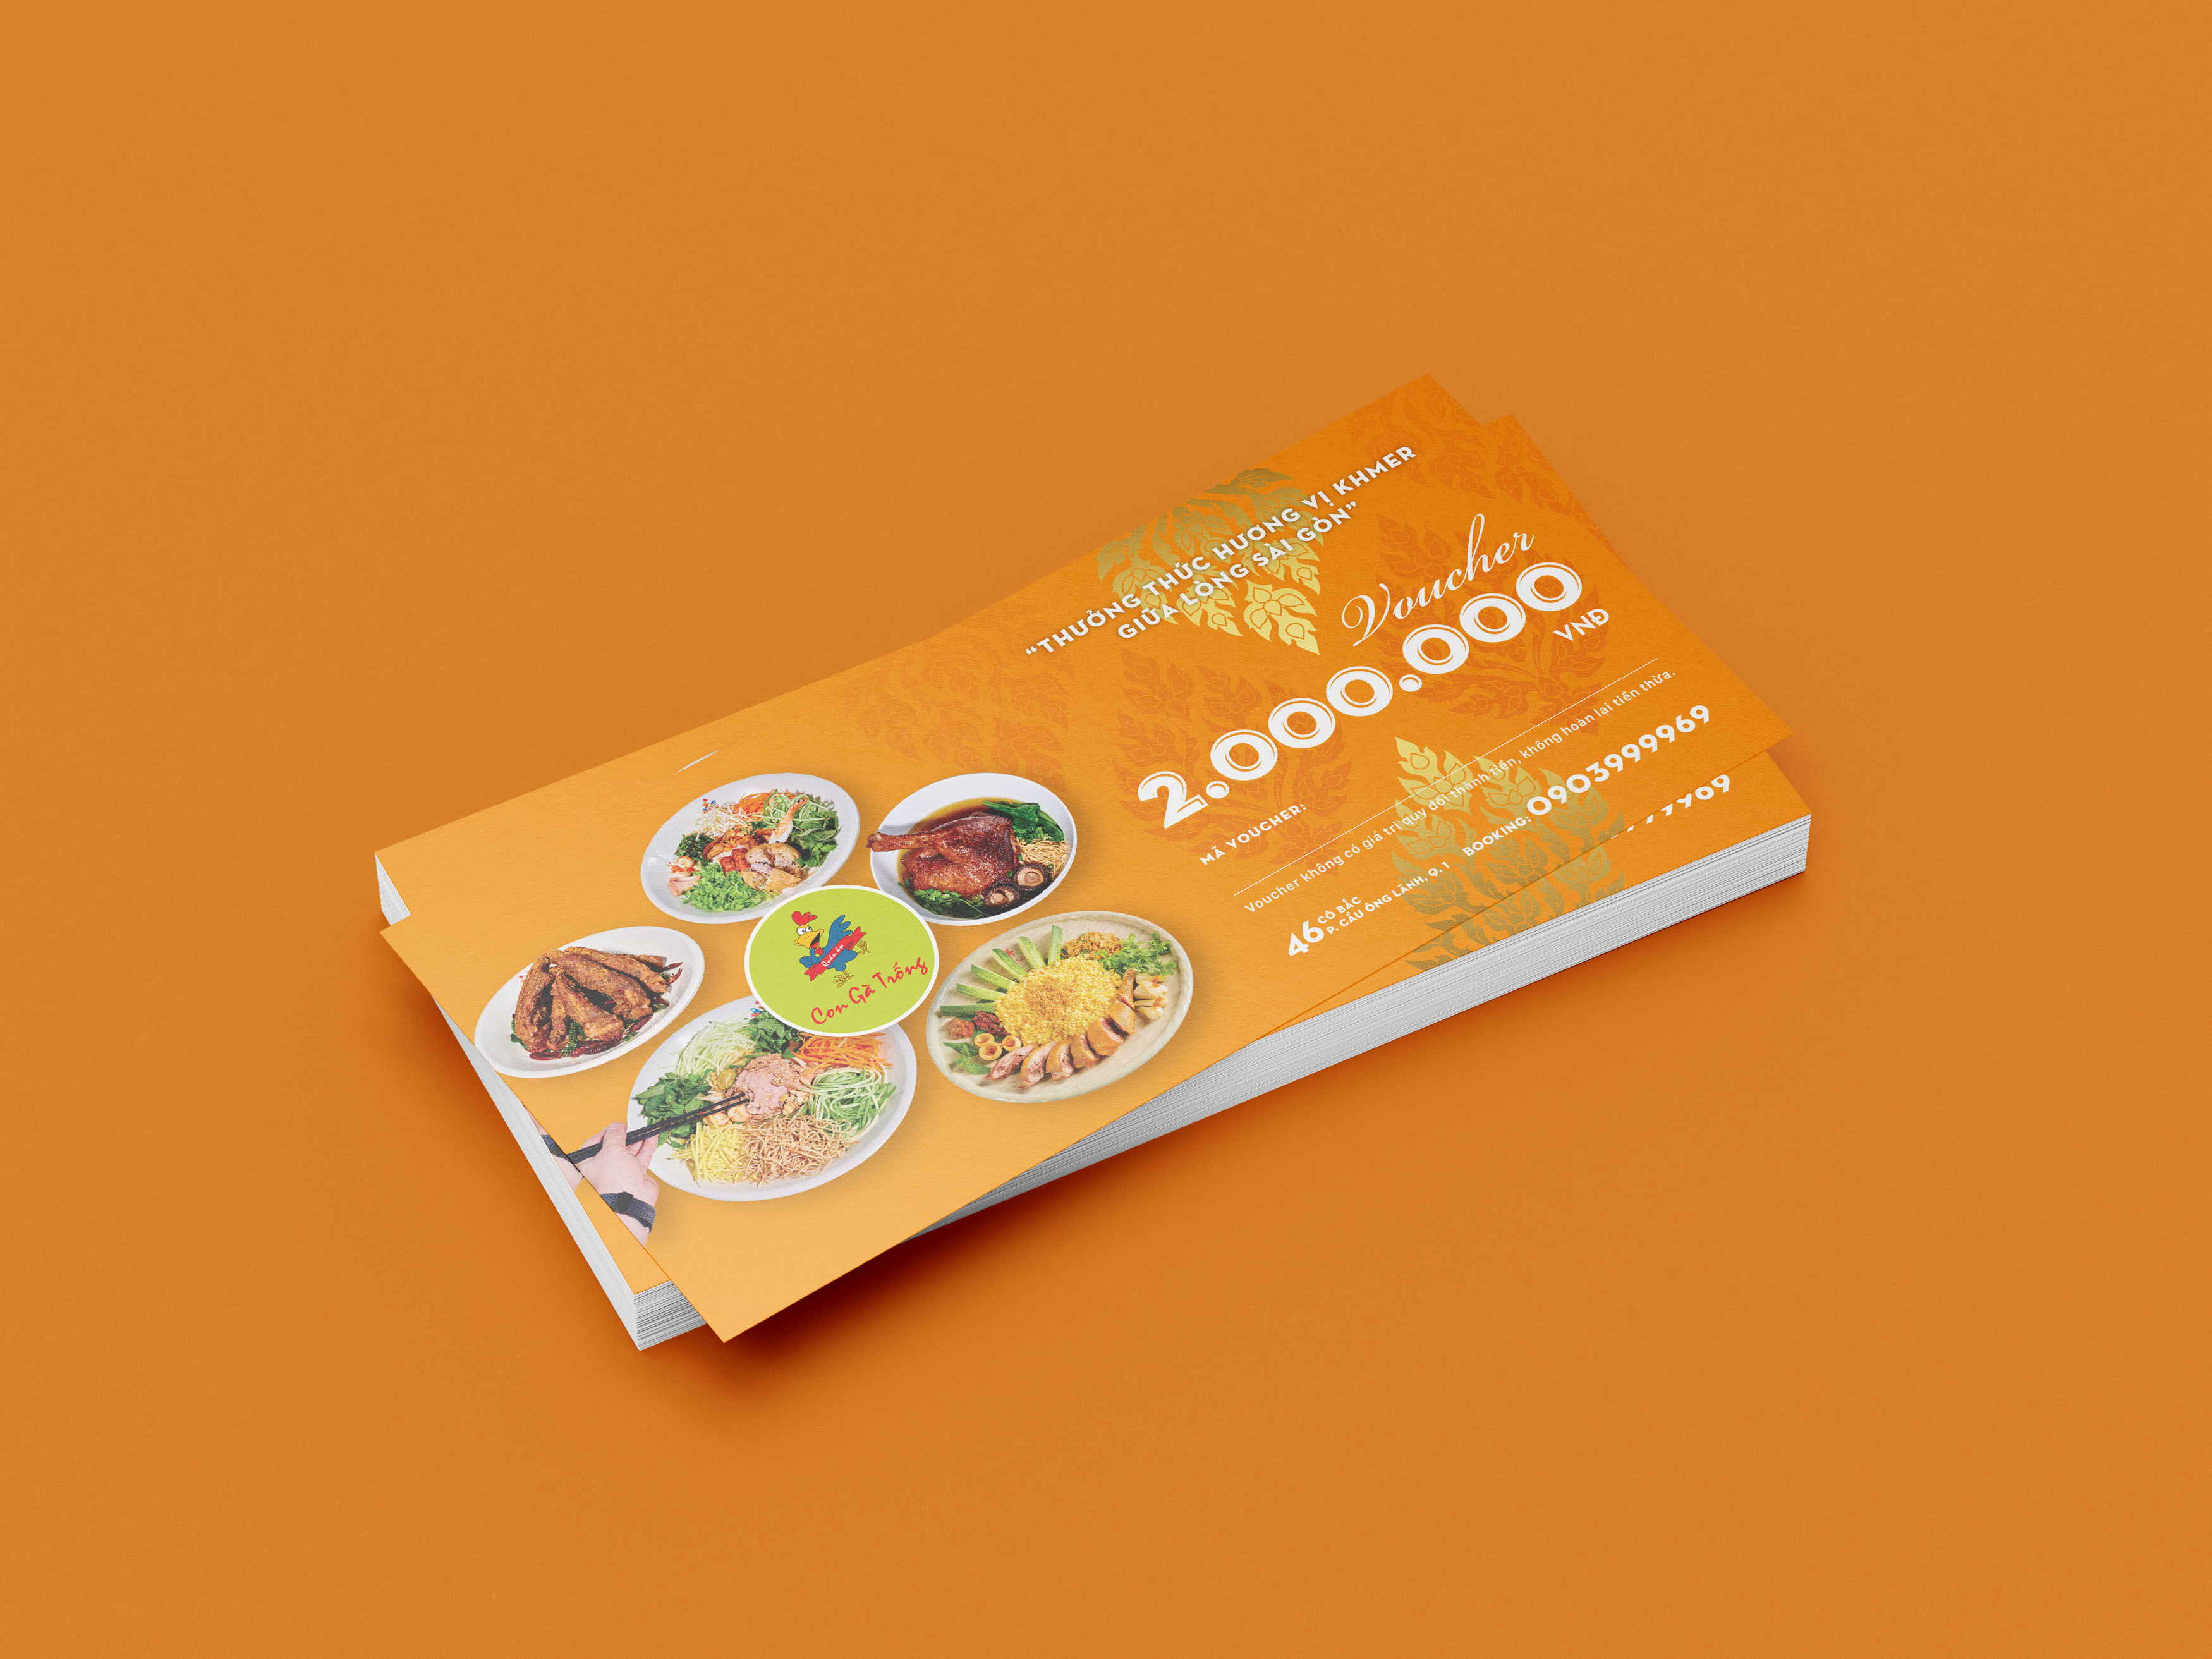 “THƯỞNG THỨC HƯƠNG VỊ KHMER
GIỮA LÒNG SÀI GÒN”
Voucher
2.000.000
VNĐ
MÃ VOUCHER:
Voucher không có giá trị quy đổi thành tiền, không hoàn lại tiền thừa.
46 CÔ BẮC
P. CẦU ÔNG LÃNH, Q. 1 BOOKING: 0903999969
Quán ăn
Con Gà Trống